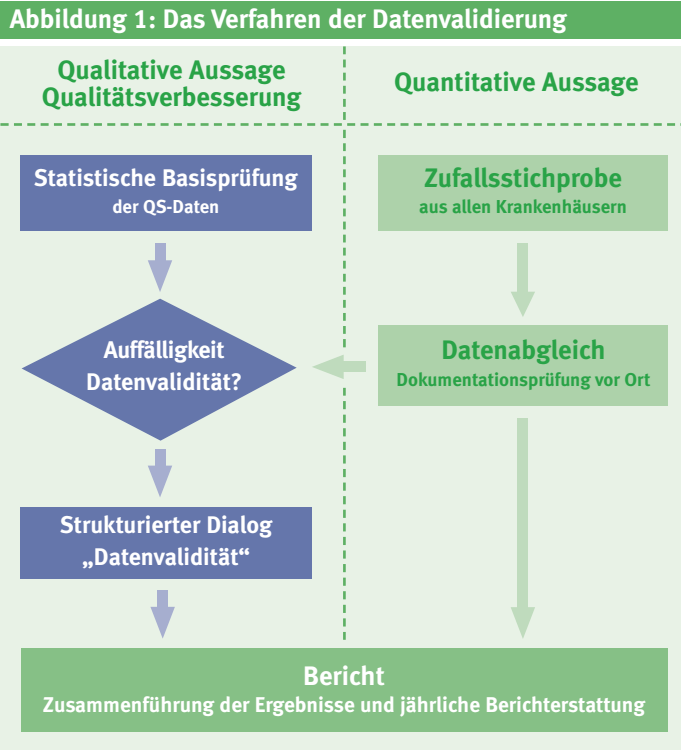 Abbildung 1: Das Verfahren der Datenvalidierung
Qualitative Aussage
Qualitätsverbesserung
Quantitative Aussage
Statistische Basisprüfung
der QS-Daten
Zufallsstichprobe
aus allen Krankenhäusern
Auffälligkeit
Datenvalidität?
Datenabgleich
Dokumentationsprüfung vor Ort
Strukturierter Dialog
„Datenvalidität“
Bericht
Zusammenführung der Ergebnisse und jährliche Berichterstattung